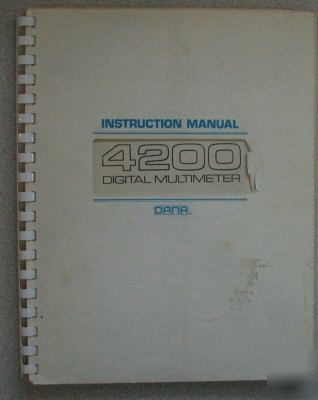 INSTRUCTION MANUAL
4200
DIGITAL MULTIMETER
DANA